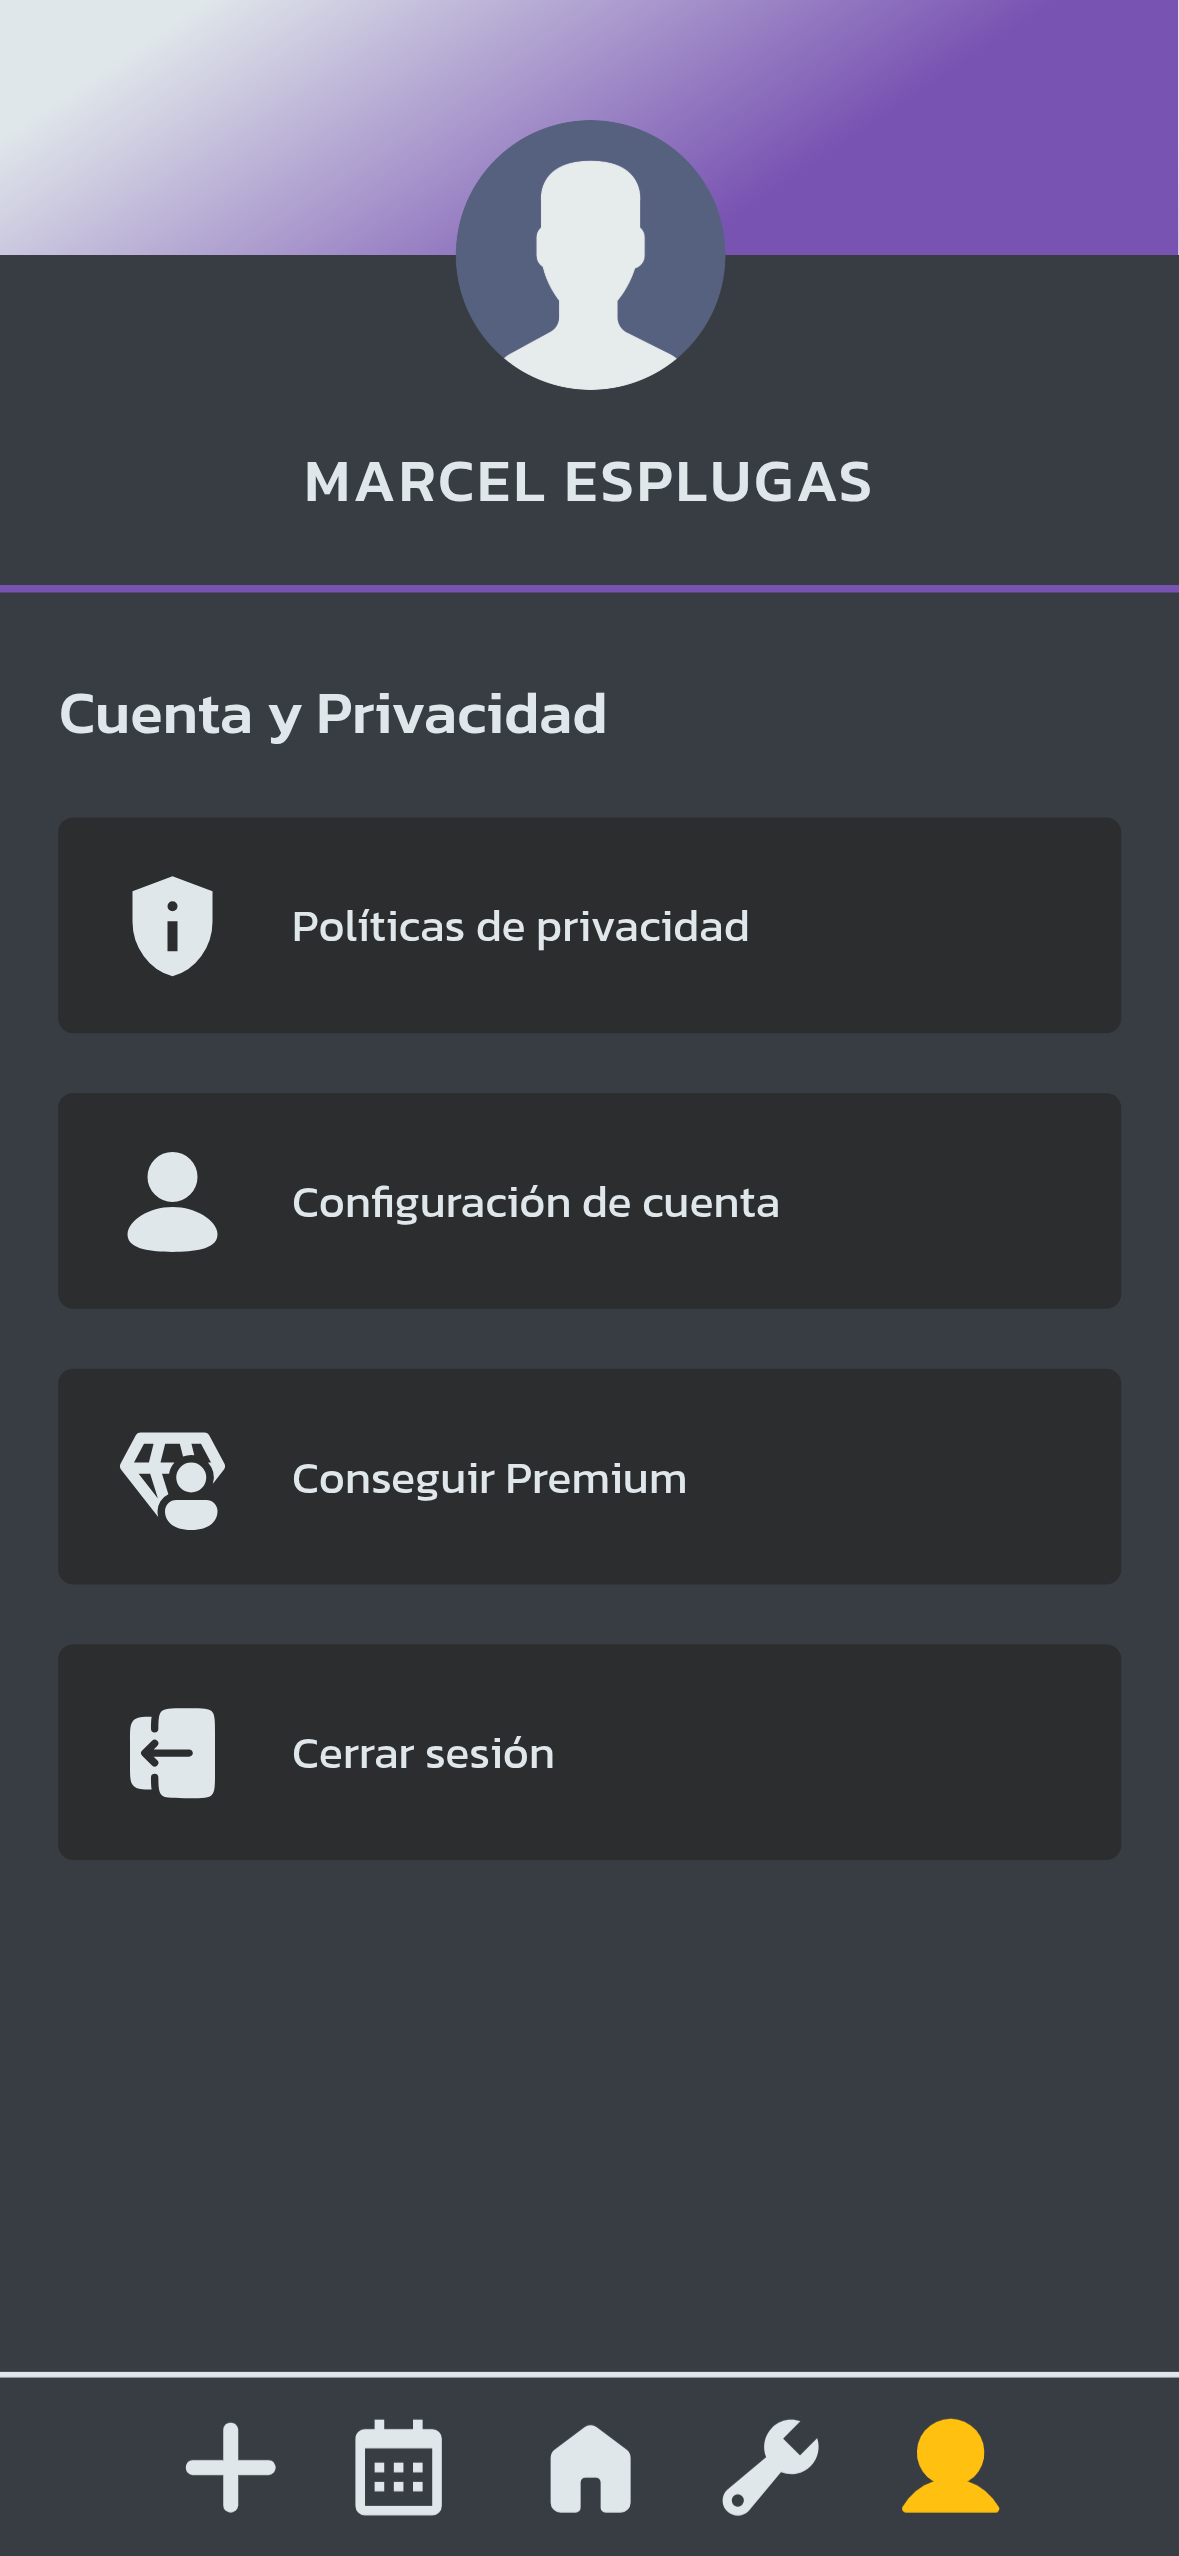 MARCEL ESPLUGAS
Cuenta y Privacidad
Políticas de privacidad
Configuración de cuenta
Conseguir Premium
Cerrar sesión